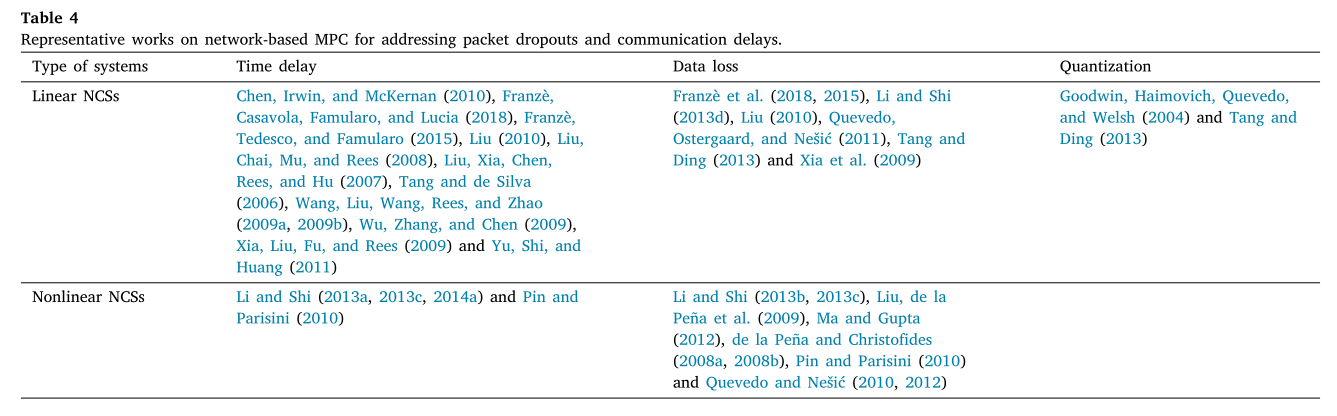 Table 4
Representative works on network-based MPC for addressing packet dropouts and communication delays.
Type of systems Time delay Data loss Quantization
Linear NCSs
Chen, Irwin, and McKernan (2010), Franzè,
Casavola, Famularo, and Lucia (2018), Franzè,
Tedesco, and Famularo (2015), Liu (2010), Liu,
Chai, Mu, and Rees (2008), Liu, Xia, Chen,
Rees, and Hu (2007), Tang and de Silva
(2006), Wang, Liu, Wang, Rees, and Zhao
(2009a, 2009b), Wu, Zhang, and Chen (2009),
Xia, Liu, Fu, and Rees (2009) and Yu, Shi, and
Huang (2011)
Franzè et al. (2018, 2015), Li and Shi
(2013d), Liu (2010), Quevedo,
Ostergaard, and Nešić (2011), Tang and
Ding (2013) and Xia et al. (2009)
Goodwin, Haimovich, Quevedo,
and Welsh (2004) and Tang and
Ding (2013)
Nonlinear NCSs
Li and Shi (2013a, 2013c, 2014a) and Pin and
Parisini (2010)
Li and Shi (2013b, 2013c), Liu, de la
Peña et al. (2009), Ma and Gupta
(2012), de la Peña and Christofides
(2008a, 2008b), Pin and Parisini (2010)
and Quevedo and Nešić (2010, 2012)